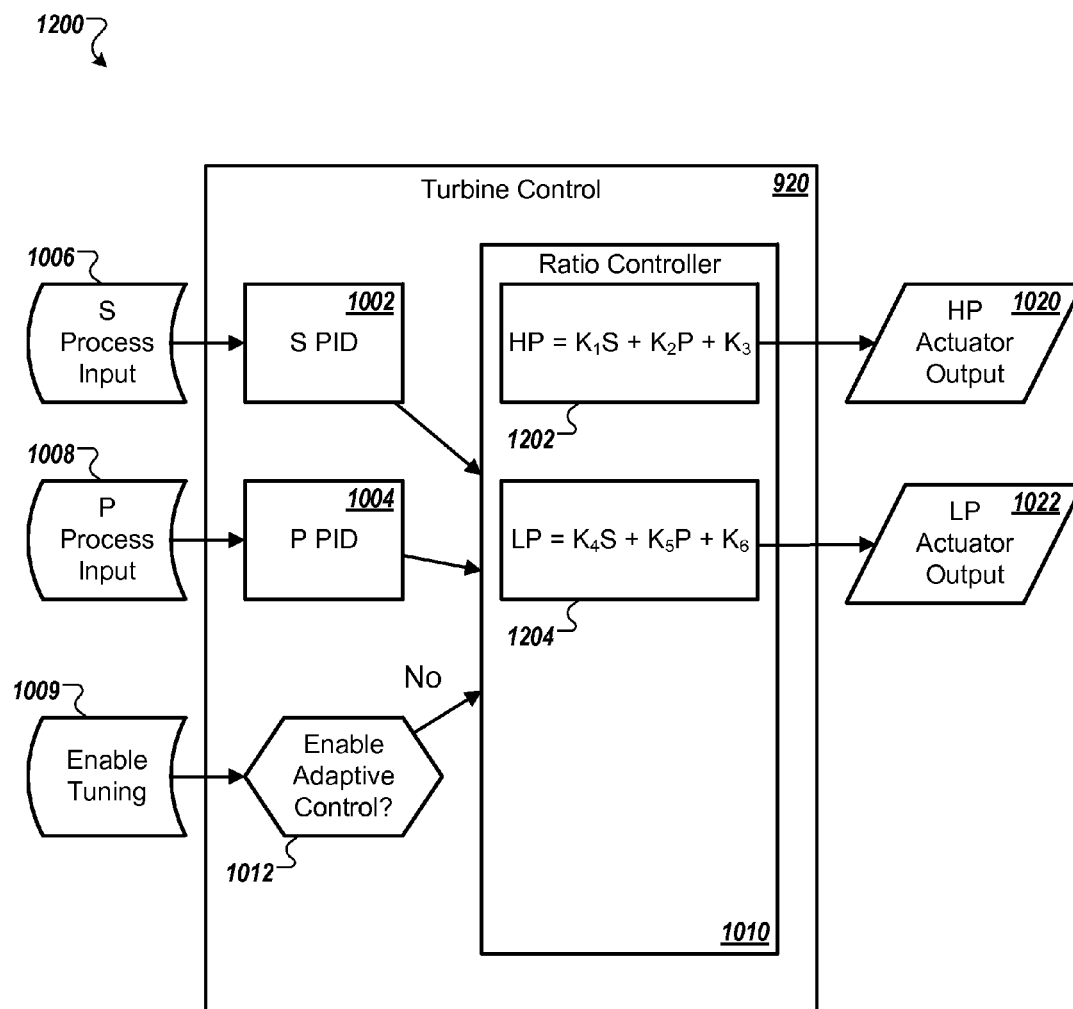 1200
Turbine Control
920
1006
S
Process
Input
1002
S PID
Ratio Controller
HP = K₁S + K₂P + K₃
1202
1020
HP
Actuator
Output
1008
P
Process
Input
1004
P PID
LP = K₄S + K₅P + K₆
1204
1022
LP
Actuator
Output
1009
Enable
Tuning
No
Enable
Adaptive
Control?
1012
1010